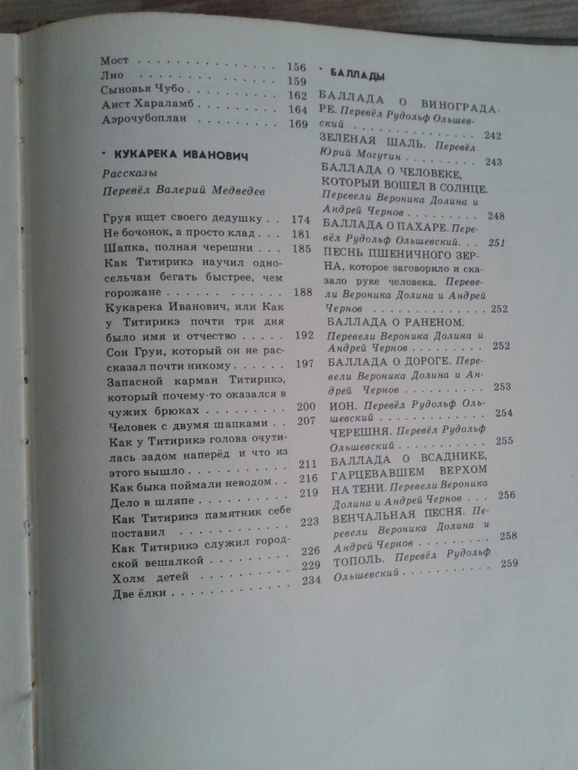 Мост . . . . . . . . . . . . . . . 156
Лио . . . . . . . . . . . . . . . 159
Сыновья Чубо . . . . . . . . . . 162
Аист Хараламб . . . . . . . . . . 164
Аэрочубоплан . . . . . . . . . . 169
· КУКАРЕКА ИВАНОВИЧ
Рассказы
Перевёл Валерий Медведев
Груя ищет своего дедушку . . 174
Не бочонок, а просто клад . . 181
Шапка, полная черешни . . . 185
Как Титирикэ научил одно-
сельчан бегать быстрее, чем
горожане . . . . . . . . . . 188
Кукарека Иванович, или Как
у Титирикэ почти три дня
было имя и отчество . . . . . 192
Сон Груи, который он не рас-
сказал почти никому . . . . . 197
Запасной карман Титирикэ,
который почему-то оказался в
чужих брюках . . . . . . . . . 200
Человек с двумя шапками . . 207
Как у Титирикэ голова очути-
лась задом наперёд и что из
этого вышло . . . . . . . . . . 211
Как быка поймали неводом . . 216
Дело в шляпе . . . . . . . . . . 219
Как Титирикэ памятник себе
поставил . . . . . . . . . . . 223
Как Титирикэ служил город-
ской вешалкой . . . . . . . . . 226
Холм детей . . . . . . . . . . 229
Две ёлки . . . . . . . . . . . . 234
· БАЛЛАДЫ
БАЛЛАДА О ВИНОГРАДА-
РЕ. Перевёл Рудольф Ольшев-
ский . . . . . . . . . . . . . 242
ЗЕЛЕНАЯ ШАЛЬ. Перевёл
Юрий Могутин . . . . . . . . . 243
БАЛЛАДА О ЧЕЛОВЕКЕ,
КОТОРЫЙ ВОШЕЛ В СОЛНЦЕ.
Перевели Вероника Долина и
Андрей Чернов . . . . . . . . . 248
БАЛЛАДА О ПАХАРЕ. Пере-
вёл Рудольф Ольшевский. . . 251
ПЕСНЬ ПШЕНИЧНОГО ЗЕР-
НА, которое заговорило и ска-
зало руке человека. Переве-
ли Вероника Долина и Андрей
Чернов . . . . . . . . . . . . . 252
БАЛЛАДА О РАНЕНОМ.
Перевели Вероника Долина и
Андрей Чернов . . . . . . . . . 252
БАЛЛАДА О ДОРОГЕ. Пере-
вели Вероника Долина и Ан-
дрей Чернов . . . . . . . . . . 253
ИОН. Перевёл Рудольф Оль-
шевский . . . . . . . . . . . . 254
ЧЕРЕШНЯ. Перевёл Рудольф
Ольшевский . . . . . . . . . . 255
БАЛЛАДА О ВСАДНИКЕ,
ГАРЦЕВАВШЕМ ВЕРХОМ
НА ТЕНИ. Перевели Вероника
Долина и Андрей Чернов . . . 256
ВЕНЧАЛЬНАЯ ПЕСНЯ. Пе-
ревели Вероника Долина и
Андрей Чернов . . . . . . . . . 258
ТОПОЛЬ. Перевёл Рудольф
Ольшевский . . . . . . . . . . 259